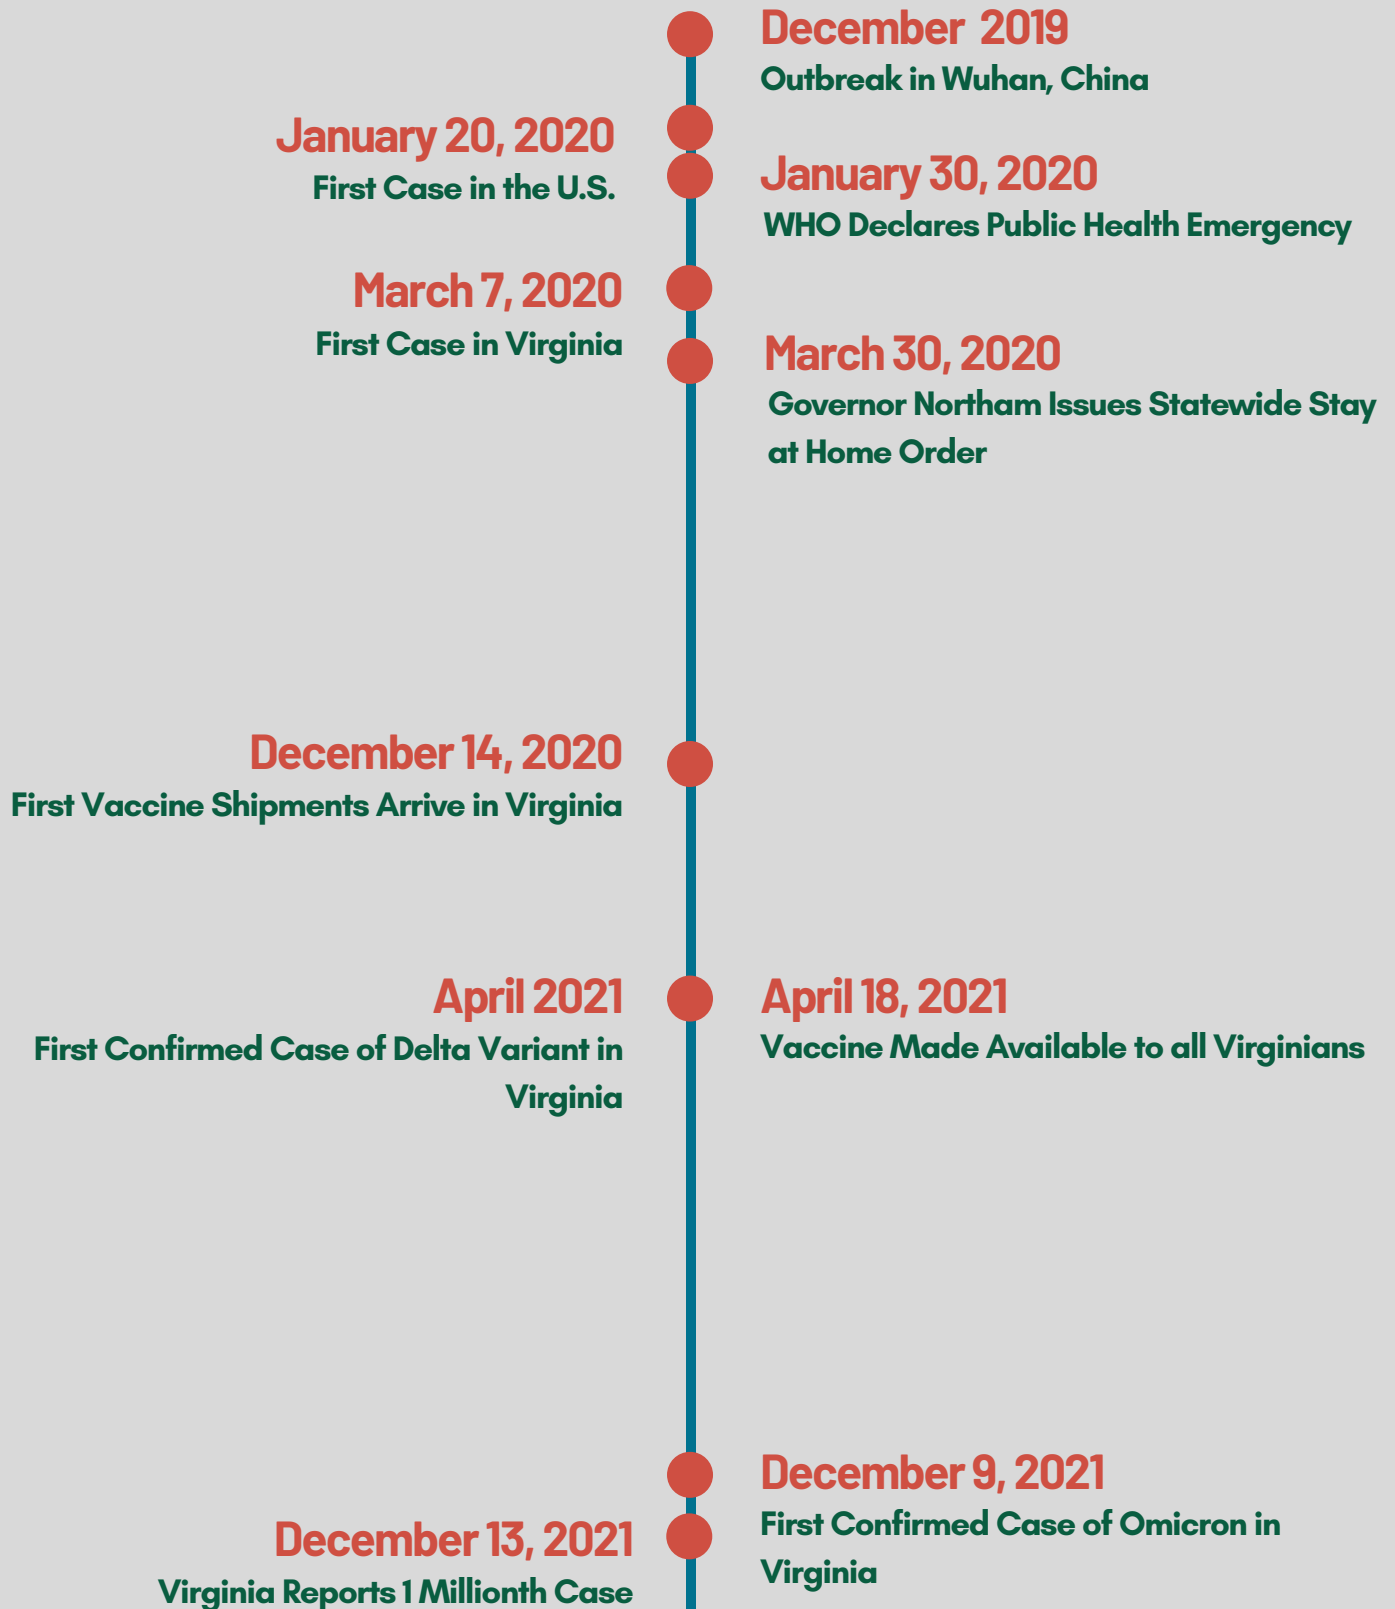 December 2019
Outbreak in Wuhan, China
January 20, 2020
First Case in the U.S.
January 30, 2020
WHO Declares Public Health Emergency
March 7, 2020
First Case in Virginia
March 30, 2020
Governor Northam Issues Statewide Stay
at Home Order
December 14, 2020
First Vaccine Shipments Arrive in Virginia
April 2021
First Confirmed Case of Delta Variant in
Virginia
April 18, 2021
Vaccine Made Available to all Virginians
December 9, 2021
First Confirmed Case of Omicron in
Virginia
December 13, 2021
Virginia Reports 1 Millionth Case